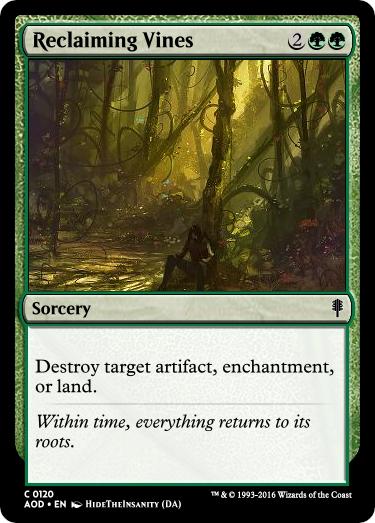 Reclaiming Vines 2
Sorcery
Destroy target artifact, enchantment,
or land.
Within time, everything returns to its
roots.
C 0120
AOD • EN HideTheInsanity (DA)
™ & © 1993-2016 Wizards of the Coast